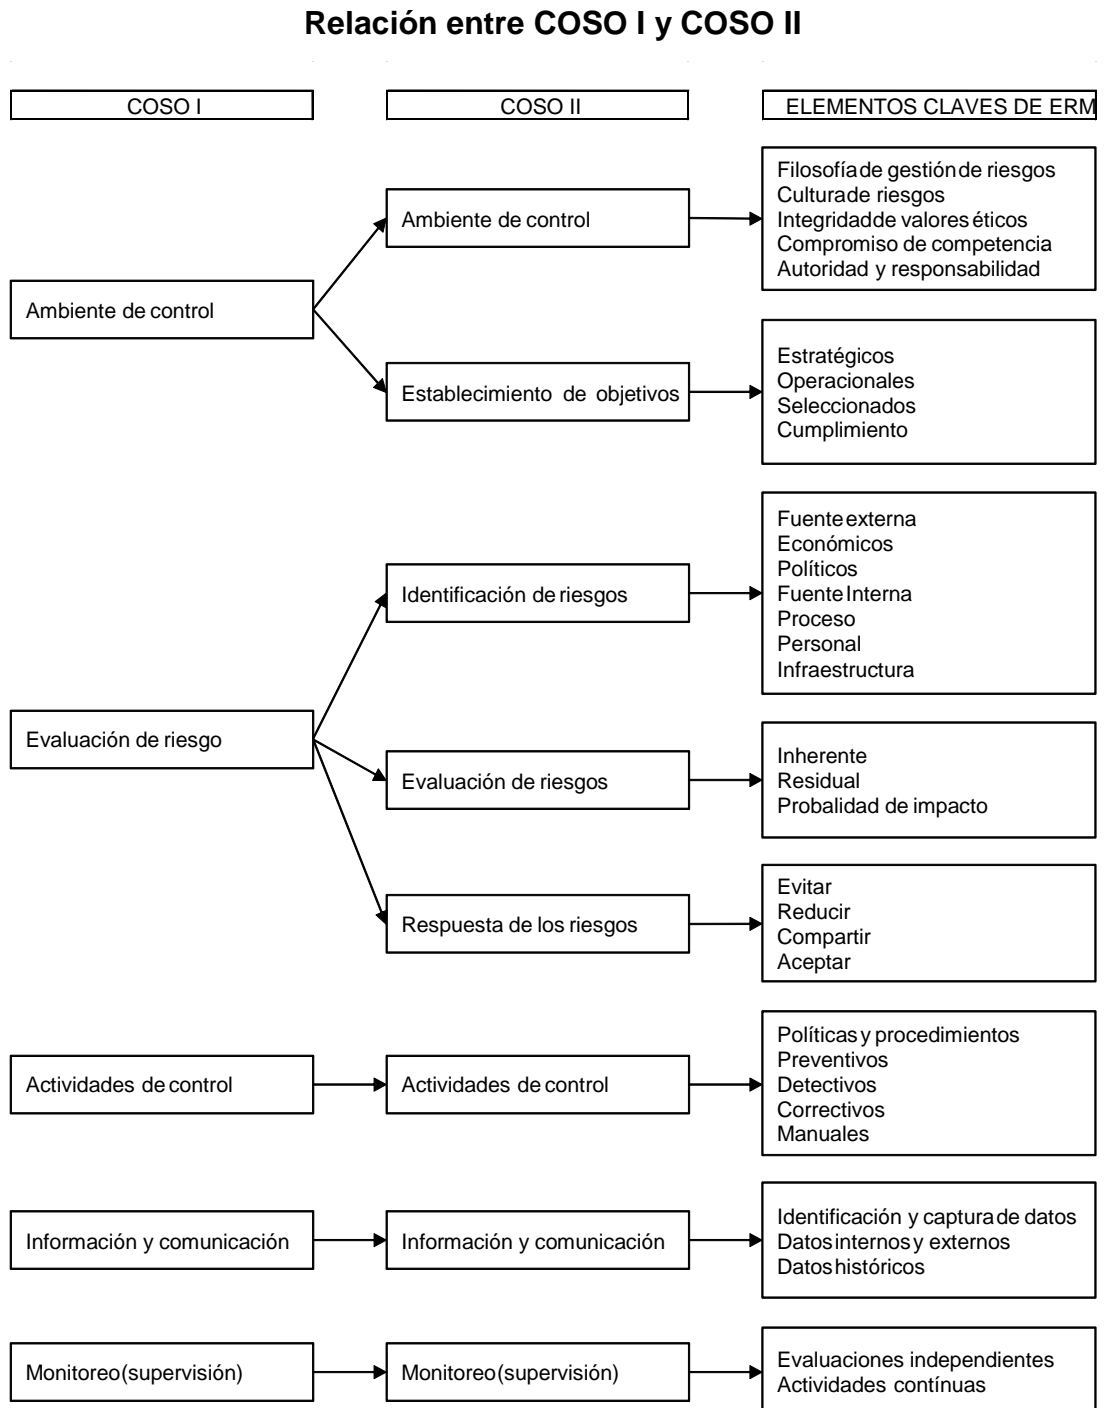 Relación entre COSO I y COSO II
COSO I
COSO II
ELEMENTOS CLAVES DE ERM
Ambiente de control
Ambiente de control
Filosofía de gestión de riesgos
Cultura de riesgos
Integridad de valores éticos
Compromiso de competencia
Autoridad y responsabilidad
Establecimiento de objetivos
Estratégicos
Operacionales
Seleccionados
Cumplimiento
Evaluación de riesgo
Identificación de riesgos
Fuente externa
Económicos
Políticos
Fuente Interna
Proceso
Personal
Infraestructura
Evaluación de riesgos
Inherente
Residual
Probalidad de impacto
Respuesta de los riesgos
Evitar
Reducir
Compartir
Aceptar
Actividades de control
Actividades de control
Políticas y procedimientos
Preventivos
Detectivos
Correctivos
Manuales
Información y comunicación
Información y comunicación
Identificación y captura de datos
Datos internos y externos
Datos históricos
Monitoreo (supervisión)
Monitoreo (supervisión)
Evaluaciones independientes
Actividades contínuas